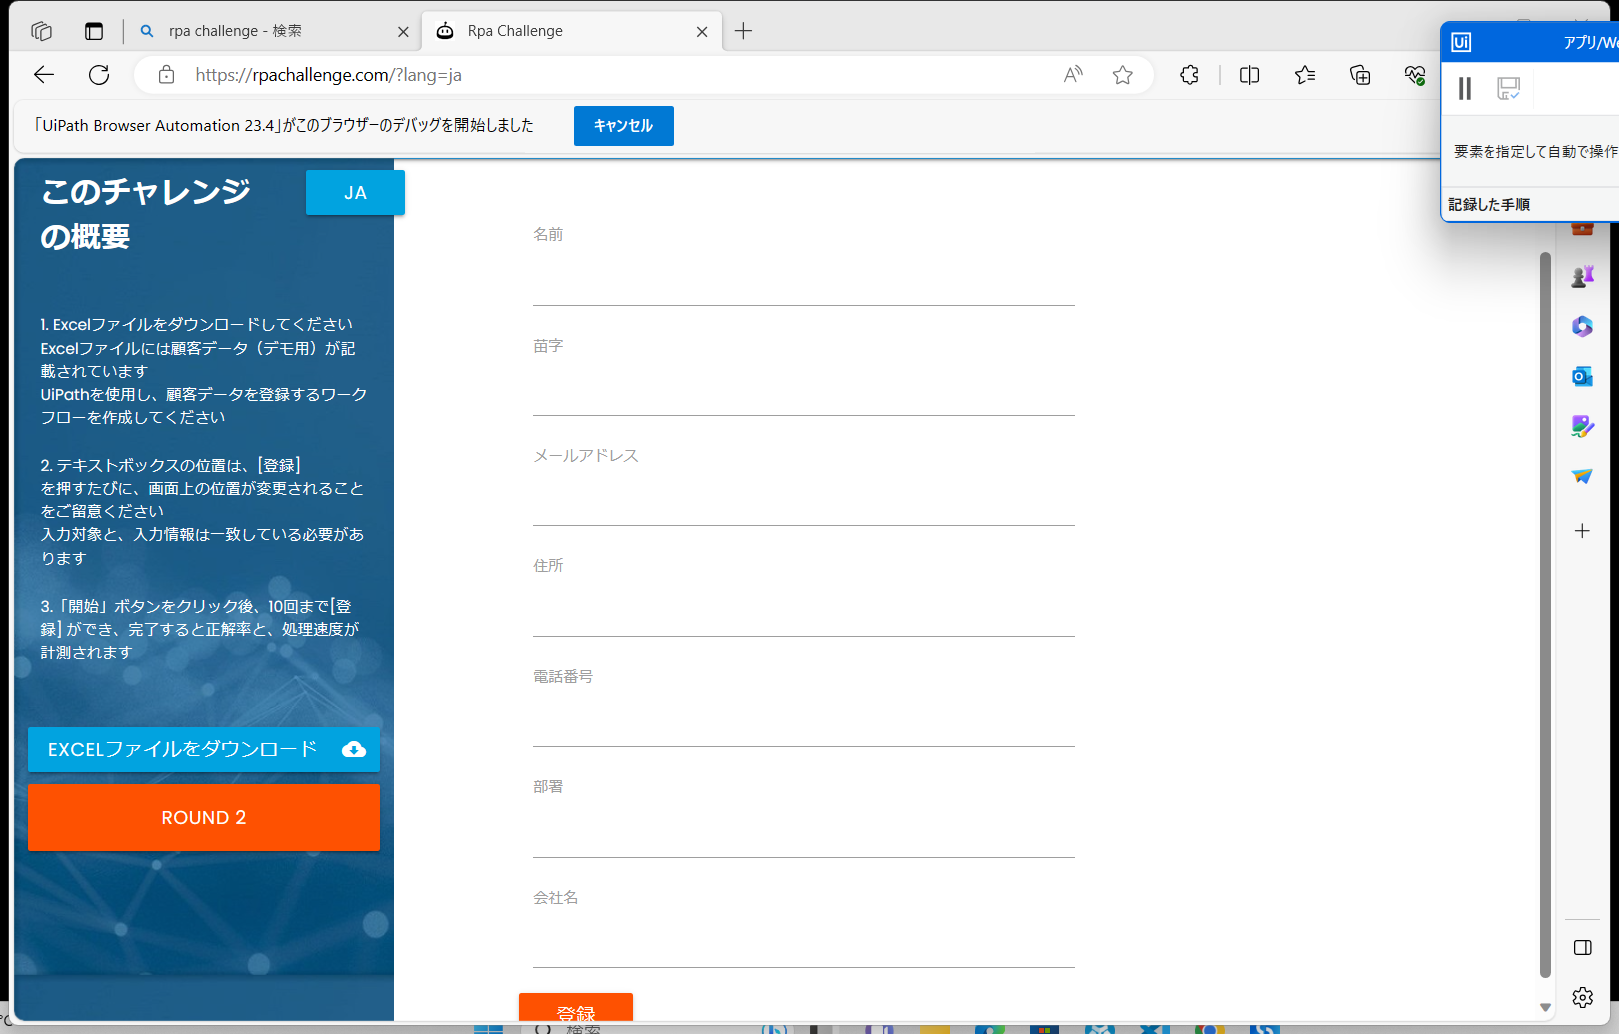 rpa challenge - 検索
Rpa Challenge
https://rpachallenge.com/?lang=ja
「UiPath Browser Automation 23.4」がこのブラウザーのデバッグを開始しました
キャンセル
Ui
アプリ/We
要素を指定して自動で操作
記録した手順
このチャレンジ
の概要
JA
1. Excelファイルをダウンロードしてください
Excelファイルには顧客データ（デモ用）が記
載されています
UiPathを使用し、顧客データを登録するワーク
フローを作成してください
2. テキストボックスの位置は、[登録]
を押すたびに、画面上の位置が変更されること
をご留意ください
入力対象と、入力情報は一致している必要があ
ります
3.「開始」ボタンをクリック後、10回まで[登
録] ができ、完了すると正解率と、処理速度が
計測されます
EXCELファイルをダウンロード
ROUND 2
名前
苗字
メールアドレス
住所
電話番号
部署
会社名
登録
検索